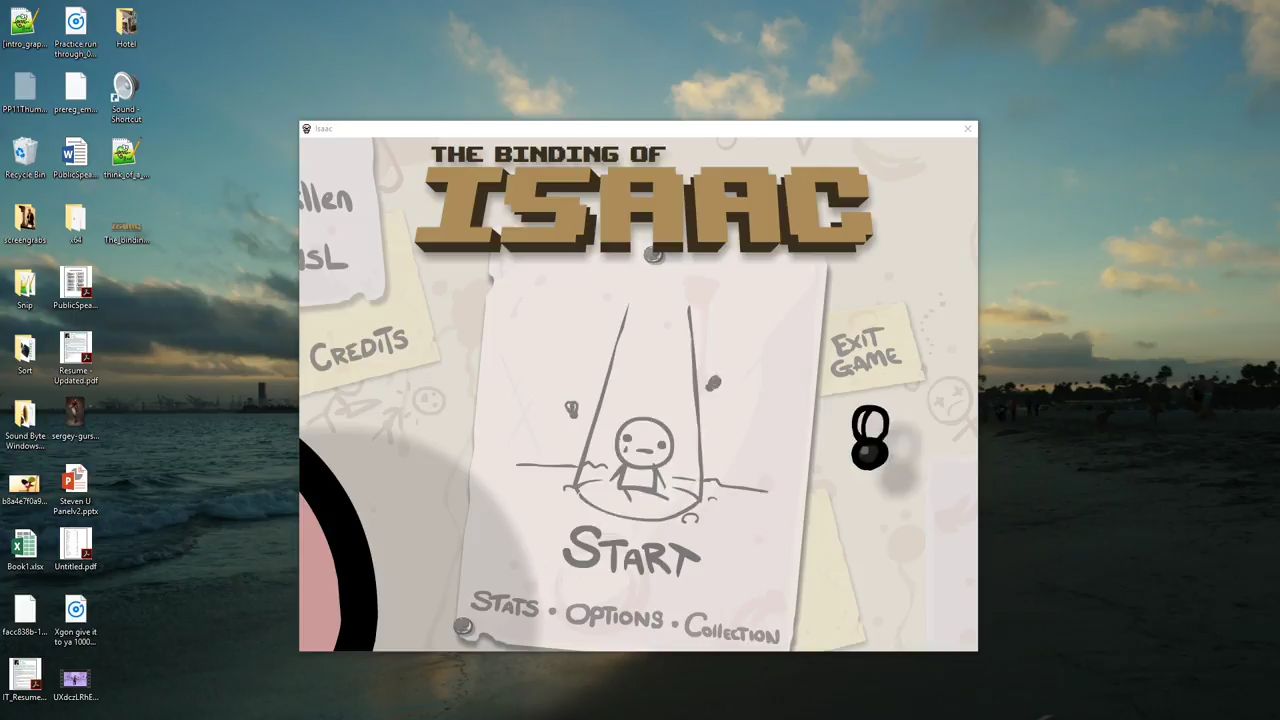 [intro_grap...
Practice run
through_0...
Hotel
PP11Thum...
prereg_em...
Sound -
Shortcut
Recycle Bin
PublicSpea...
think_of_a_...
screengrabs
x64
The_bindin...
Snip
PublicSpea...
Sort
Resume -
Updated.pdf
Sound Byte
Windows...
sergey-gurs...
b8a4e7f0a9...
Steven U
Panelv2.pptx
Book1.xlsx
Untitled.pdf
facc838b-1...
Xgon give it
to ya 1000...
IT_Resume...
UXdczLRhE...
Isaac
THE BINDING OF
ISAAC
CREDITS
EXIT
GAME
START
STATS • OPTIONS • COLLECTION